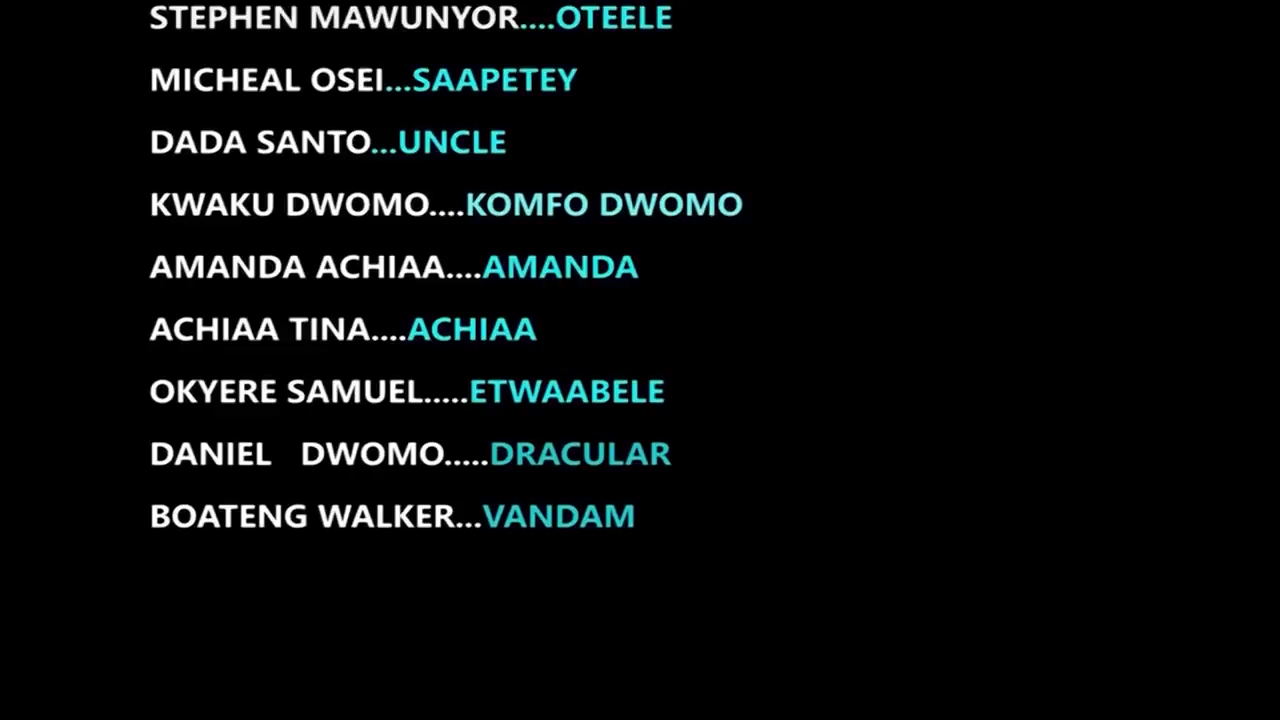 STEPHEN MAWUNYOR....OTEELE
MICHEAL OSEI...SAAPETEY
DADA SANTO...UNCLE
KWAKU DWOMO....KOMFO DWOMO
AMANDA ACHIAA....AMANDA
ACHIAA TINA....ACHIAA
OKYERE SAMUEL.....ETWAABELE
DANIEL   DWOMO.....DRACULAR
BOATENG WALKER...VANDAM